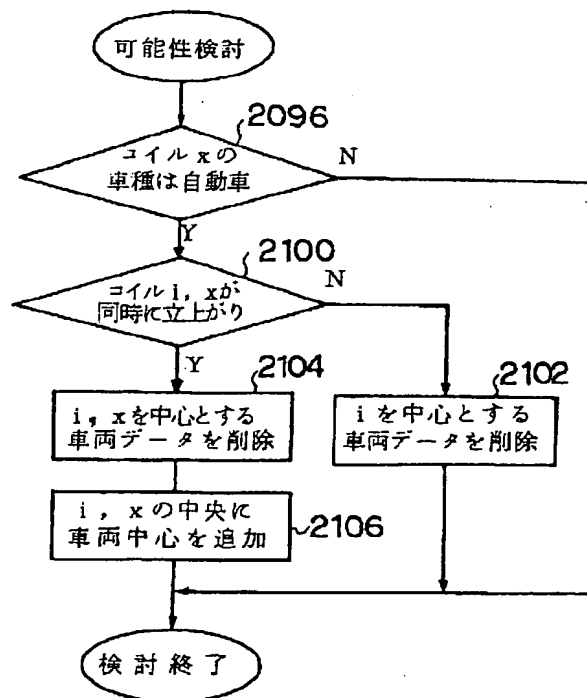 可能性検討
2096
コイルxの
車種は自動車
N
Y
2100
コイルi,xが
同時に立上がり
N
Y
2104
i,xを中心とする
車両データを削除
2102
iを中心とする
車両データを削除
i,xの中央に
車両中心を追加
2106
検討終了